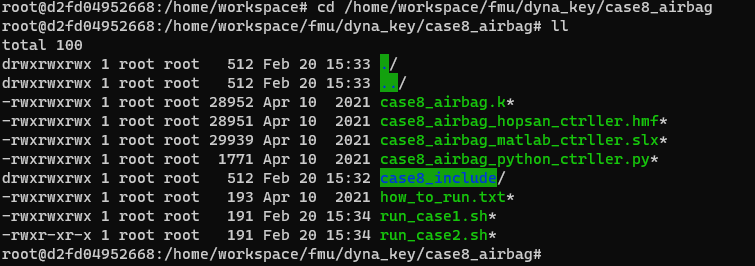 root@d2fd04952668:/home/workspace# cd /home/workspace/fmu/dyna_key/case8_airbag
root@d2fd04952668:/home/workspace/fmu/dyna_key/case8_airbag# ll
total 100
drwxrwxrwx 1 root root   512 Feb 20 15:33 ./
drwxrwxrwx 1 root root   512 Feb 20 15:33 ../
-rwxrwxrwx 1 root root 28952 Apr 10  2021 case8_airbag.k*
-rwxrwxrwx 1 root root 28951 Apr 10  2021 case8_airbag_hopsan_ctrller.hmf*
-rwxrwxrwx 1 root root 29939 Apr 10  2021 case8_airbag_matlab_ctrller.slx*
-rwxrwxrwx 1 root root  1771 Apr 10  2021 case8_airbag_python_ctrller.py*
drwxrwxrwx 1 root root   512 Feb 20 15:32 case8_include/
-rwxrwxrwx 1 root root   193 Apr 10  2021 how_to_run.txt*
-rwxrwxrwx 1 root root   191 Feb 20 15:34 run_case1.sh*
-rwxr-xr-x 1 root root   191 Feb 20 15:34 run_case2.sh*
root@d2fd04952668:/home/workspace/fmu/dyna_key/case8_airbag#